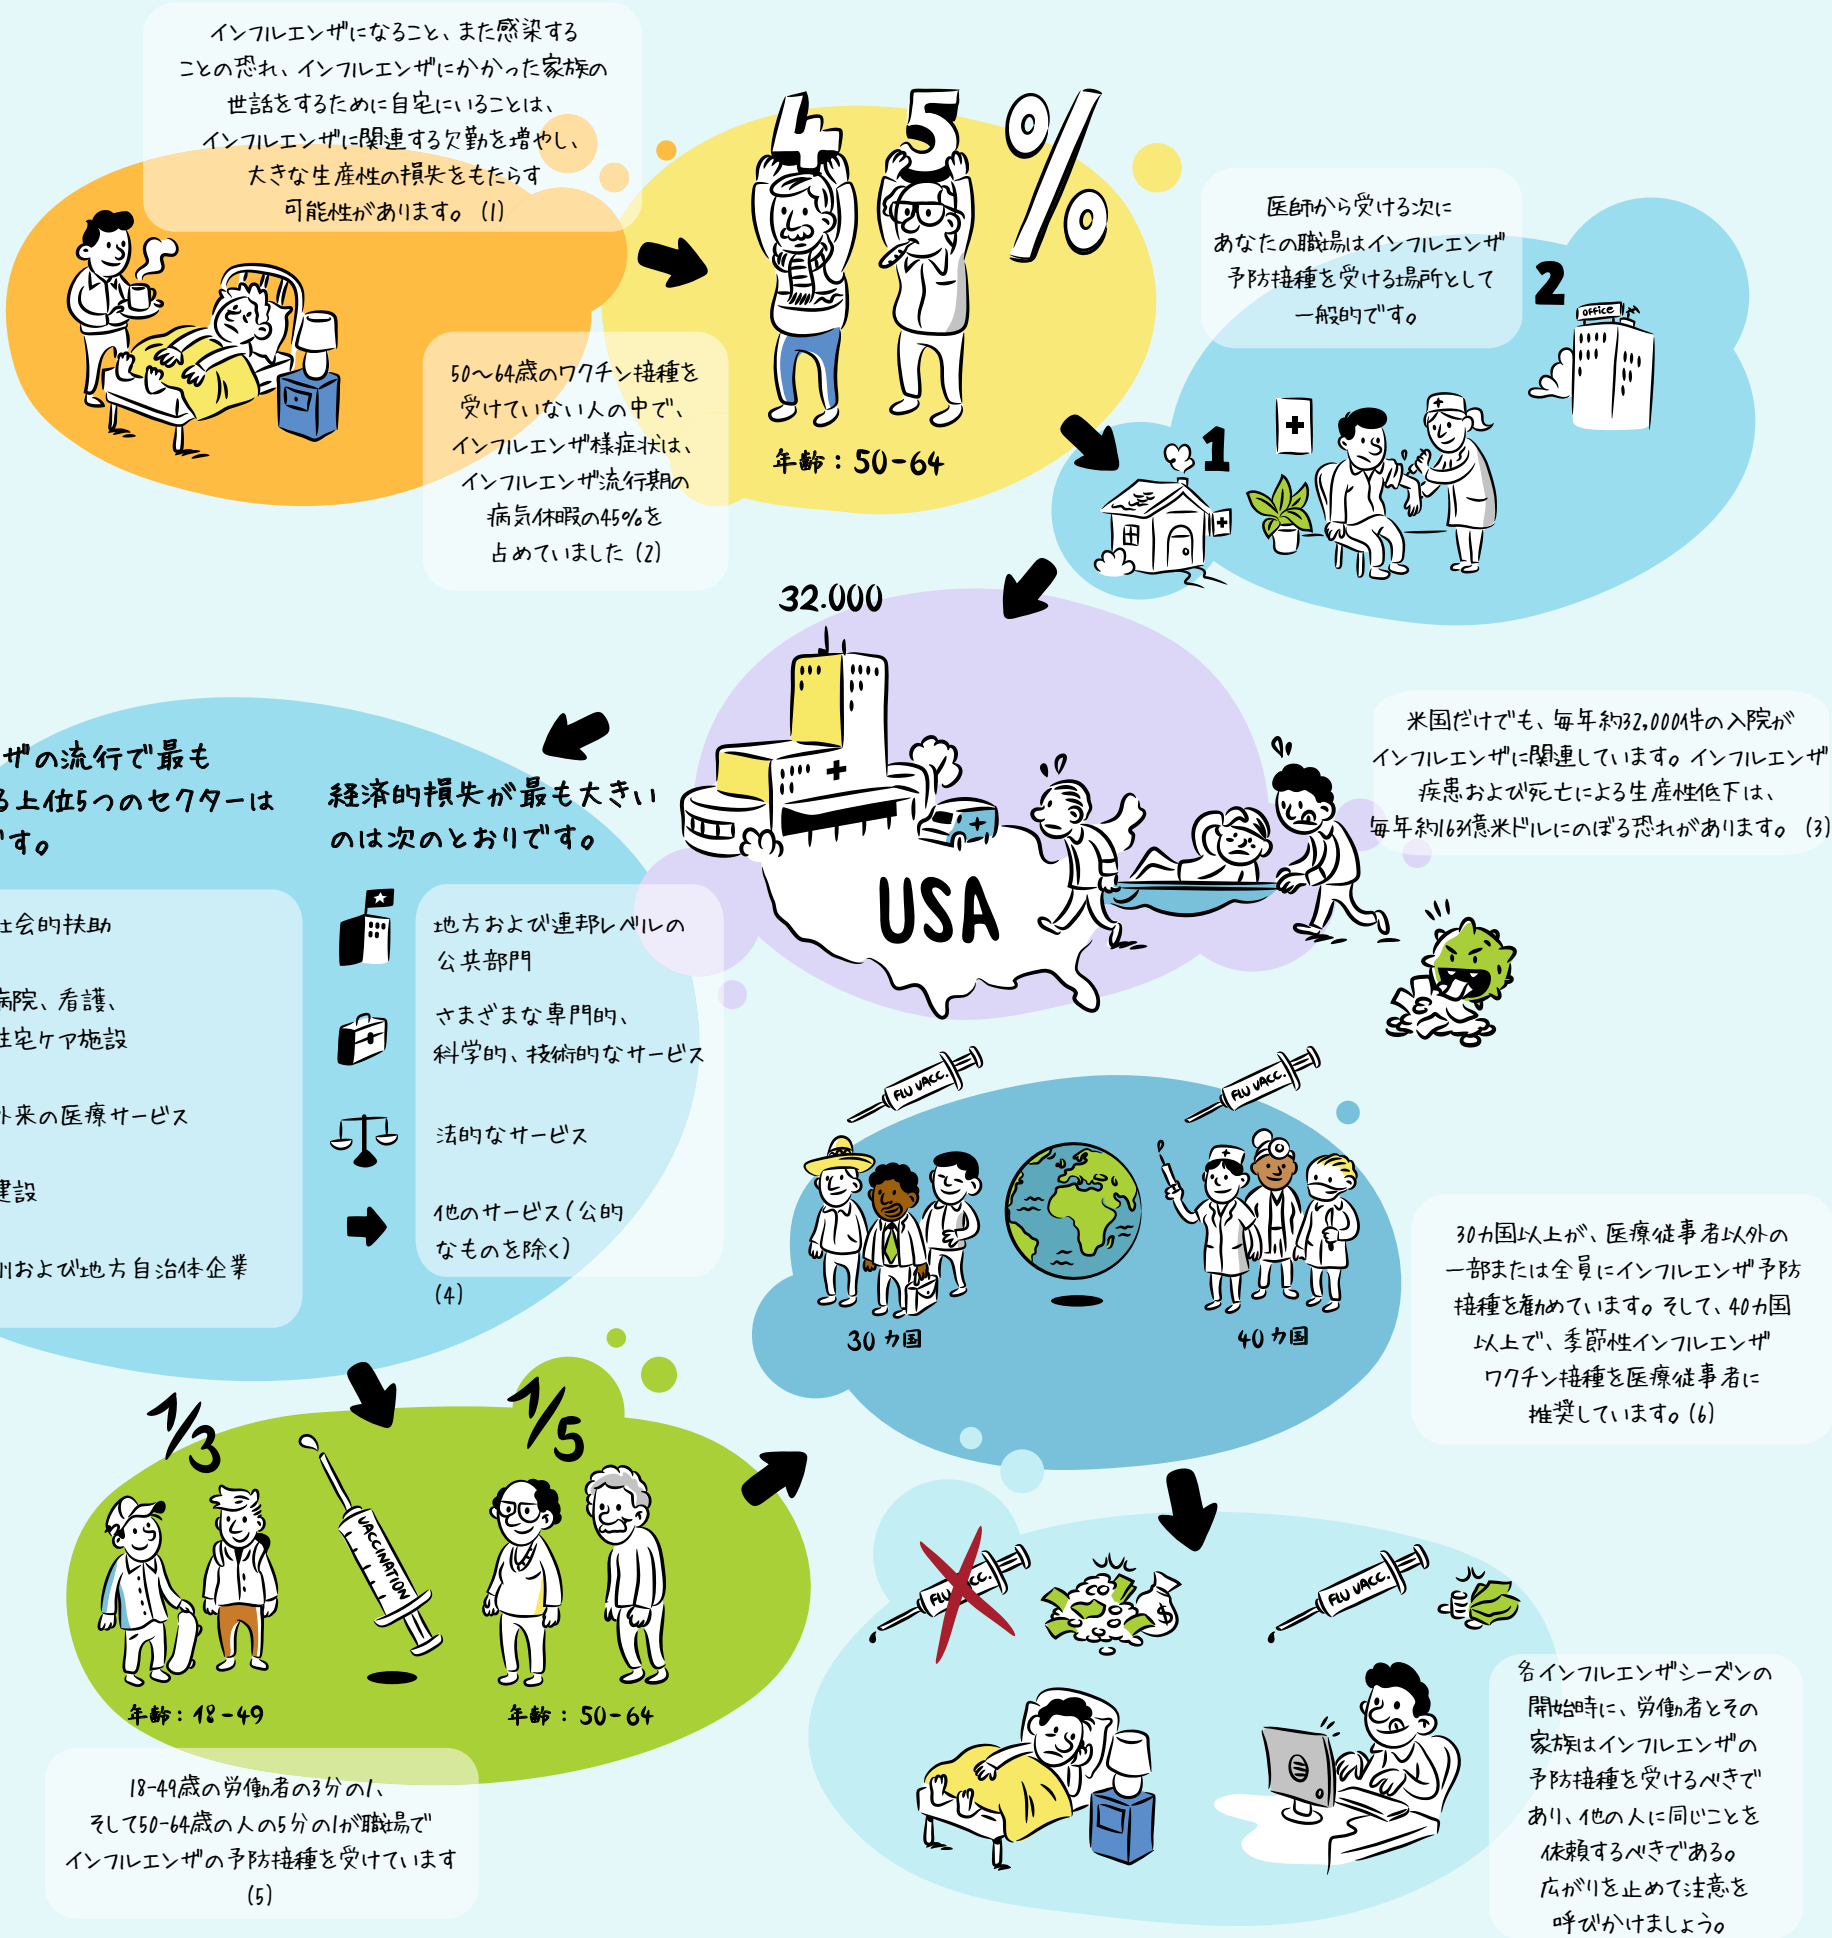 インフルエンザになること、また感染する
ことの恐れ、インフルエンザにかかった家族の
世話をするために自宅にいることは、
インフルエンザに関連する欠勤を増やし、
大きな生産性の損失をもたらす
可能性があります。 (1)
45%
年齢：50-64
50～64歳のワクチン接種を
受けていない人の中で、
インフルエンザ様症状は、
インフルエンザ流行期の
病気休暇の45%を
占めていました (2)
医師から受ける次に
あなたの職場はインフルエンザ
予防接種を受ける場所として
一般的です。
2
OFFICE
1
32.000
USA
米国だけでも、毎年約32,000件の入院が
インフルエンザに関連しています。インフルエンザ
疾患および死亡による生産性低下は、
毎年約163億米ドルにのぼる恐れがあります。 (3)
ザの流行で最も
る上位5つのセクターは
です。
社会的扶助
病院、看護、
住宅ケア施設
外来の医療サービス
建設
州および地方自治体企業
経済的損失が最も大きい
のは次のとおりです。
地方および連邦レベルの
公共部門
さまざまな専門的、
科学的、技術的なサービス
法的なサービス
他のサービス(公的
なものを除く)
(4)
1/3
VACCINATION
1/5
年齢：18-49
年齢：50-64
18-49歳の労働者の3分の1、
そして50-64歳の人の5分の1が職場で
インフルエンザの予防接種を受けています
(5)
FLU VACC.
FLU VACC.
30カ国
40カ国
30カ国以上が、医療従事者以外の
一部または全員にインフルエンザ予防
接種を勧めています。そして、40カ国
以上で、季節性インフルエンザ
ワクチン接種を医療従事者に
推奨しています。(6)
FLU VACC.
$
FLU VACC.
各インフルエンザシーズンの
開始時に、労働者とその
家族はインフルエンザの
予防接種を受けるべきで
あり、他の人に同じことを
依頼するべきである。
広がりを止めて注意を
呼びかけましょう。